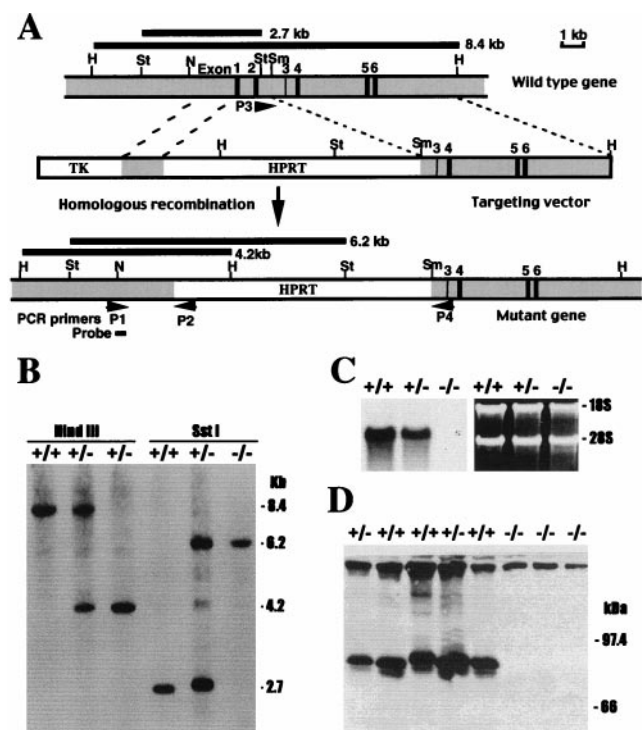 A
2.7 kb
8.4 kb
1 kb
H St N Exon 1 2 StSm 3 4 5 6 H
Wild type gene
P3
TK H HPRT St Sm 3 4 5 6 H
Homologous recombination
Targeting vector
6.2 kb
4.2kb
H St N H St Sm 3 4 5 6 H
HPRT
PCR primers P1 P2 P4 Mutant gene
Probe
B
Hind III Sst I
+/+ +/- +/- +/+ +/- -/-
Kb
- 8.4
- 6.2
- 4.2
- 2.7
C
+/+ +/- -/- +/+ +/- -/-
- 18S
- 28S
D
+/- +/+ +/+ +/- +/+ -/- -/- -/-
kDa
- 97.4
- 66